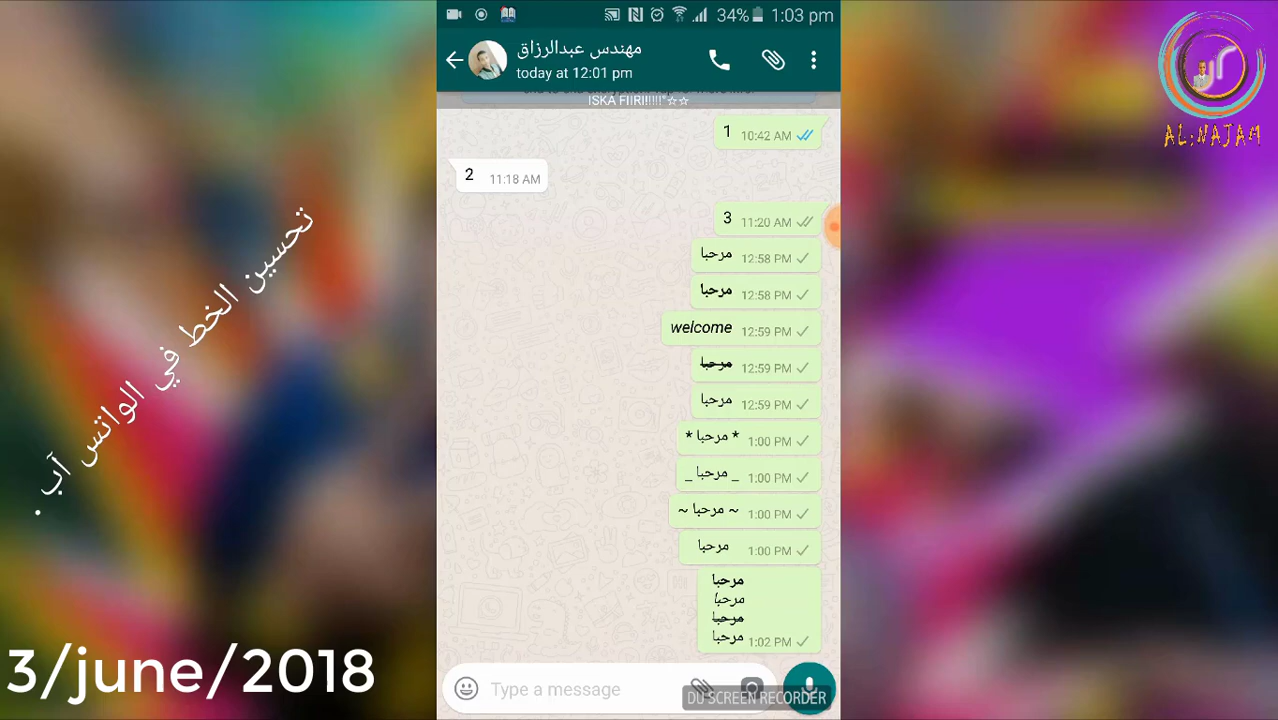 34% 1:03 pm
مهندس عبدالرزاق
today at 12:01 pm
ISKA FIIRI!!!!!"☆☆
1 10:42 AM
2 11:18 AM
3 11:20 AM
مرحبا 12:58 PM
مرحبا 12:58 PM
welcome 12:59 PM
مرحبا 12:59 PM
مرحبا 12:59 PM
* مرحبا * 1:00 PM
_ مرحبا _ 1:00 PM
~ مرحبا ~ 1:00 PM
مرحبا 1:00 PM
مرحبا
مرحبا
مرحبا
مرحبا 1:02 PM
Type a message
DU SCREEN RECORDER
AL:NAJAM
تحسين الخط في الواتس آب .
3/june/2018